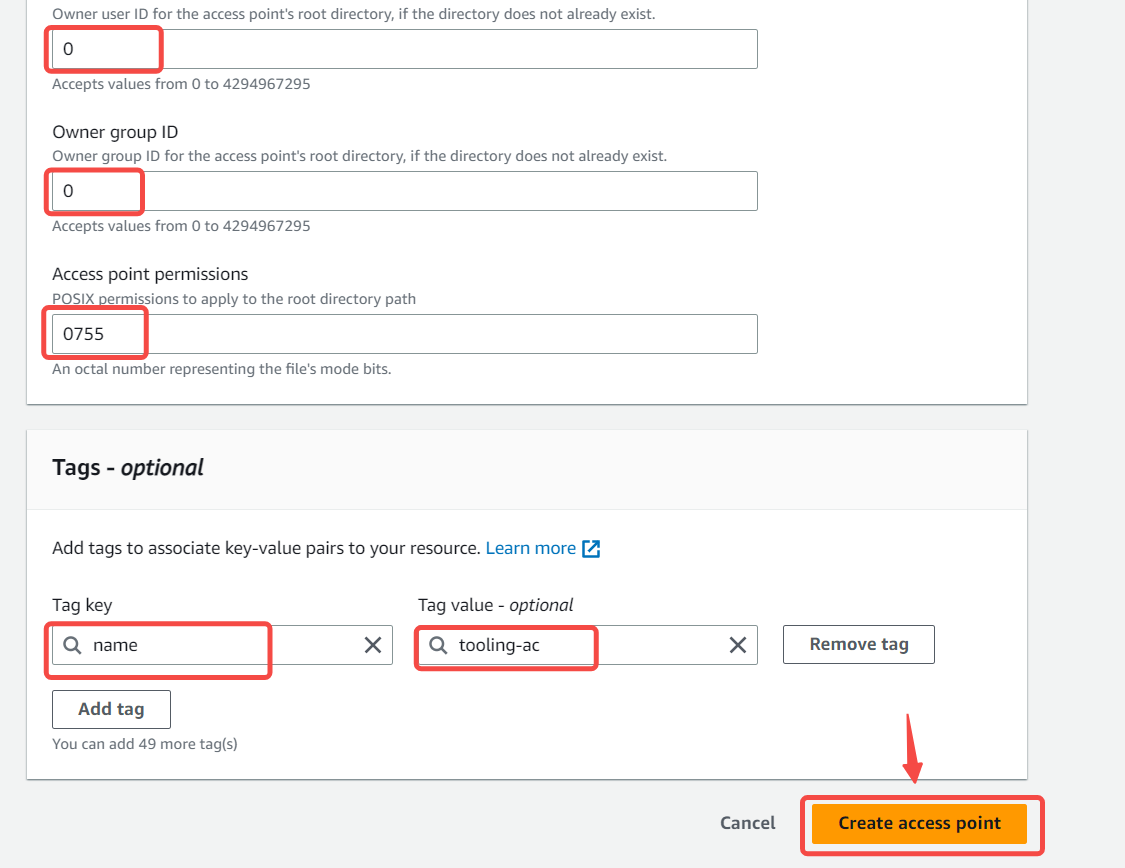 Owner user ID for the access point's root directory, if the directory does not already exist.
0
Accepts values from 0 to 4294967295
Owner group ID
Owner group ID for the access point's root directory, if the directory does not already exist.
0
Accepts values from 0 to 4294967295
Access point permissions
POSIX permissions to apply to the root directory path
0755
An octal number representing the file's mode bits.
Tags - optional
Add tags to associate key-value pairs to your resource. Learn more
Tag key Tag value - optional
name tooling-ac Remove tag
Add tag
You can add 49 more tag(s)
Cancel Create access point